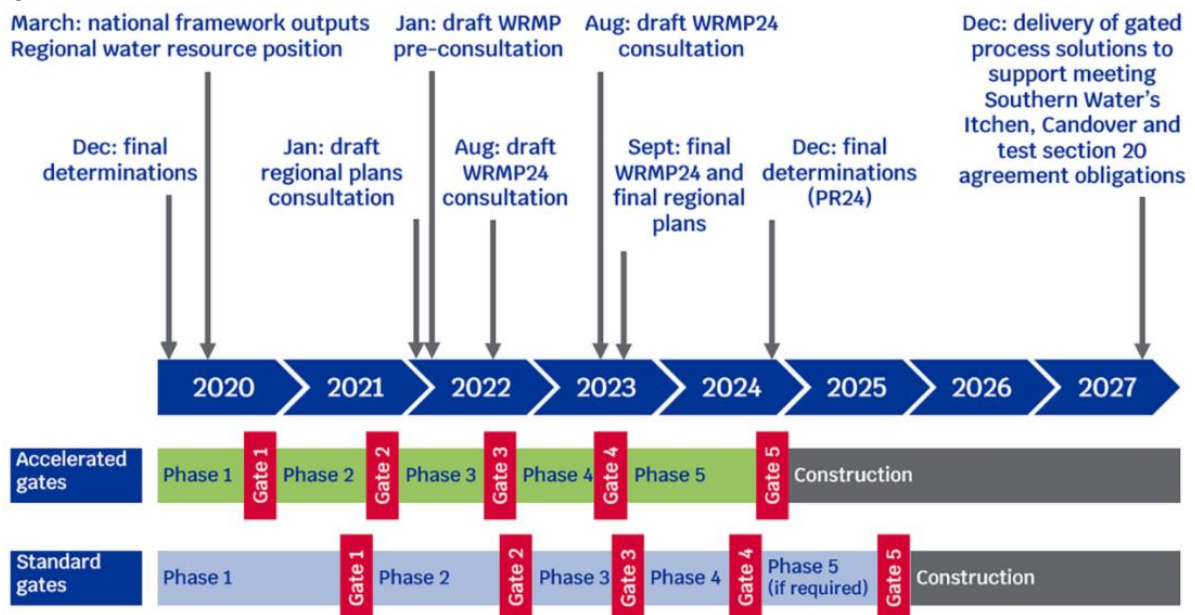 March: national framework outputs
Regional water resource position
Jan: draft WRMP
pre-consultation
Aug: draft WRMP24
consultation
Dec: delivery of gated
process solutions to
support meeting
Southern Water's
Itchen, Candover and
test section 20
agreement obligations
Dec: final
determinations
Jan: draft
regional plans
consultation
Aug: draft
WRMP24
consultation
Sept: final
WRMP24 and
final regional
plans
Dec: final
determinations
(PR24)
2020
2021
2022
2023
2024
2025
2026
2027
Accelerated
gates
Phase 1
Gate 1
Phase 2
Gate 2
Phase 3
Gate 3
Phase 4
Gate 4
Phase 5
Gate 5
Construction
Standard
gates
Phase 1
Gate 1
Phase 2
Gate 2
Phase 3
Gate 3
Phase 4
Gate 4
Phase 5
(if required)
Gate 5
Construction